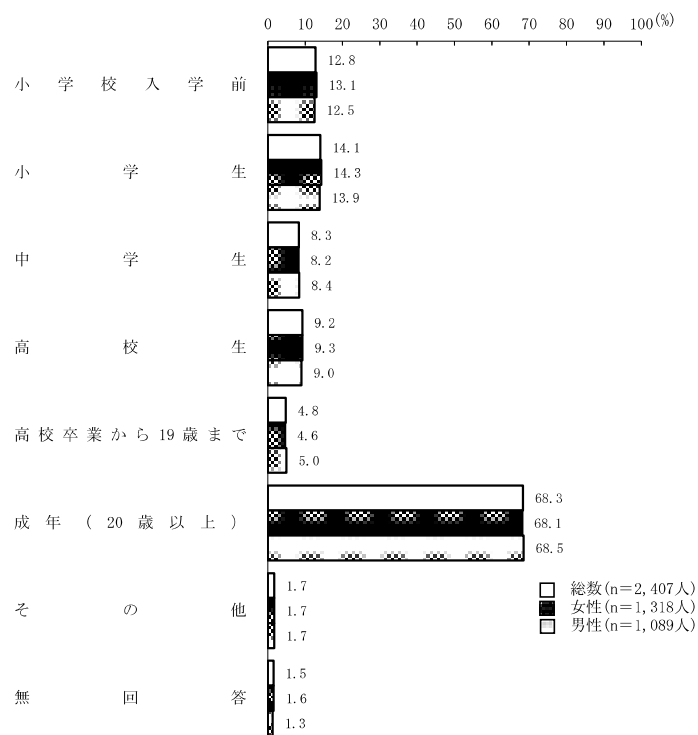 0 10 20 30 40 50 60 70 80 90 100(%)
小学校入学前
12.8
13.1
12.5
小学生
14.1
14.3
13.9
中学生
8.3
8.2
8.4
高校生
9.2
9.3
9.0
高校卒業から19歳まで
4.8
4.6
5.0
成年(20歳以上)
68.3
68.1
68.5
その他
1.7
1.7
1.7
無回答
1.5
1.6
1.3
総数(n=2,407人)
女性(n=1,318人)
男性(n=1,089人)